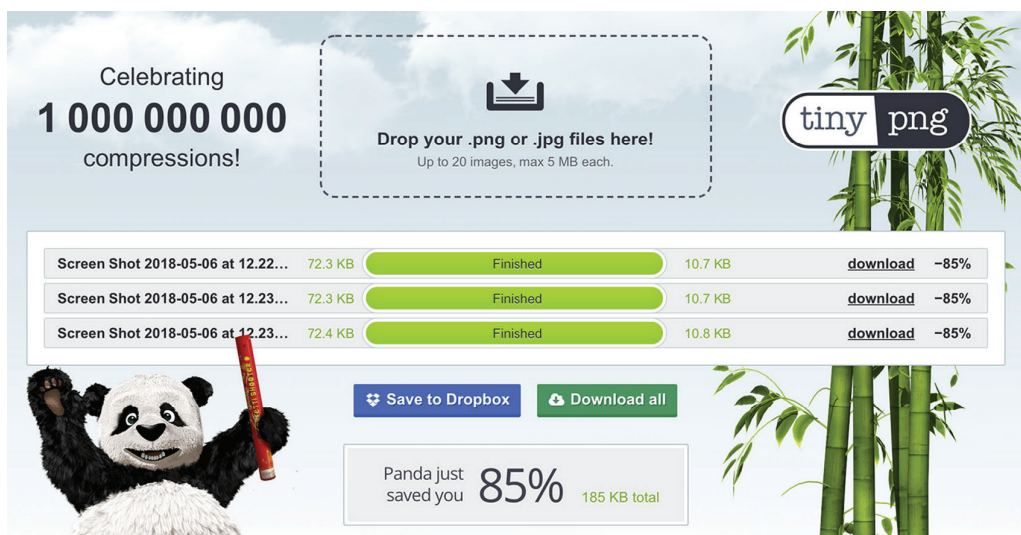 Celebrating
1 000 000 000
compressions!
Drop your .png or .jpg files here!
Up to 20 images, max 5 MB each.
tiny png
Screen Shot 2018-05-06 at 12.22... 72.3 KB Finished 10.7 KB download −85%
Screen Shot 2018-05-06 at 12.23... 72.3 KB Finished 10.7 KB download −85%
Screen Shot 2018-05-06 at 12.23... 72.4 KB Finished 10.8 KB download −85%
Save to Dropbox
Download all
Panda just
saved you
85%
185 KB total